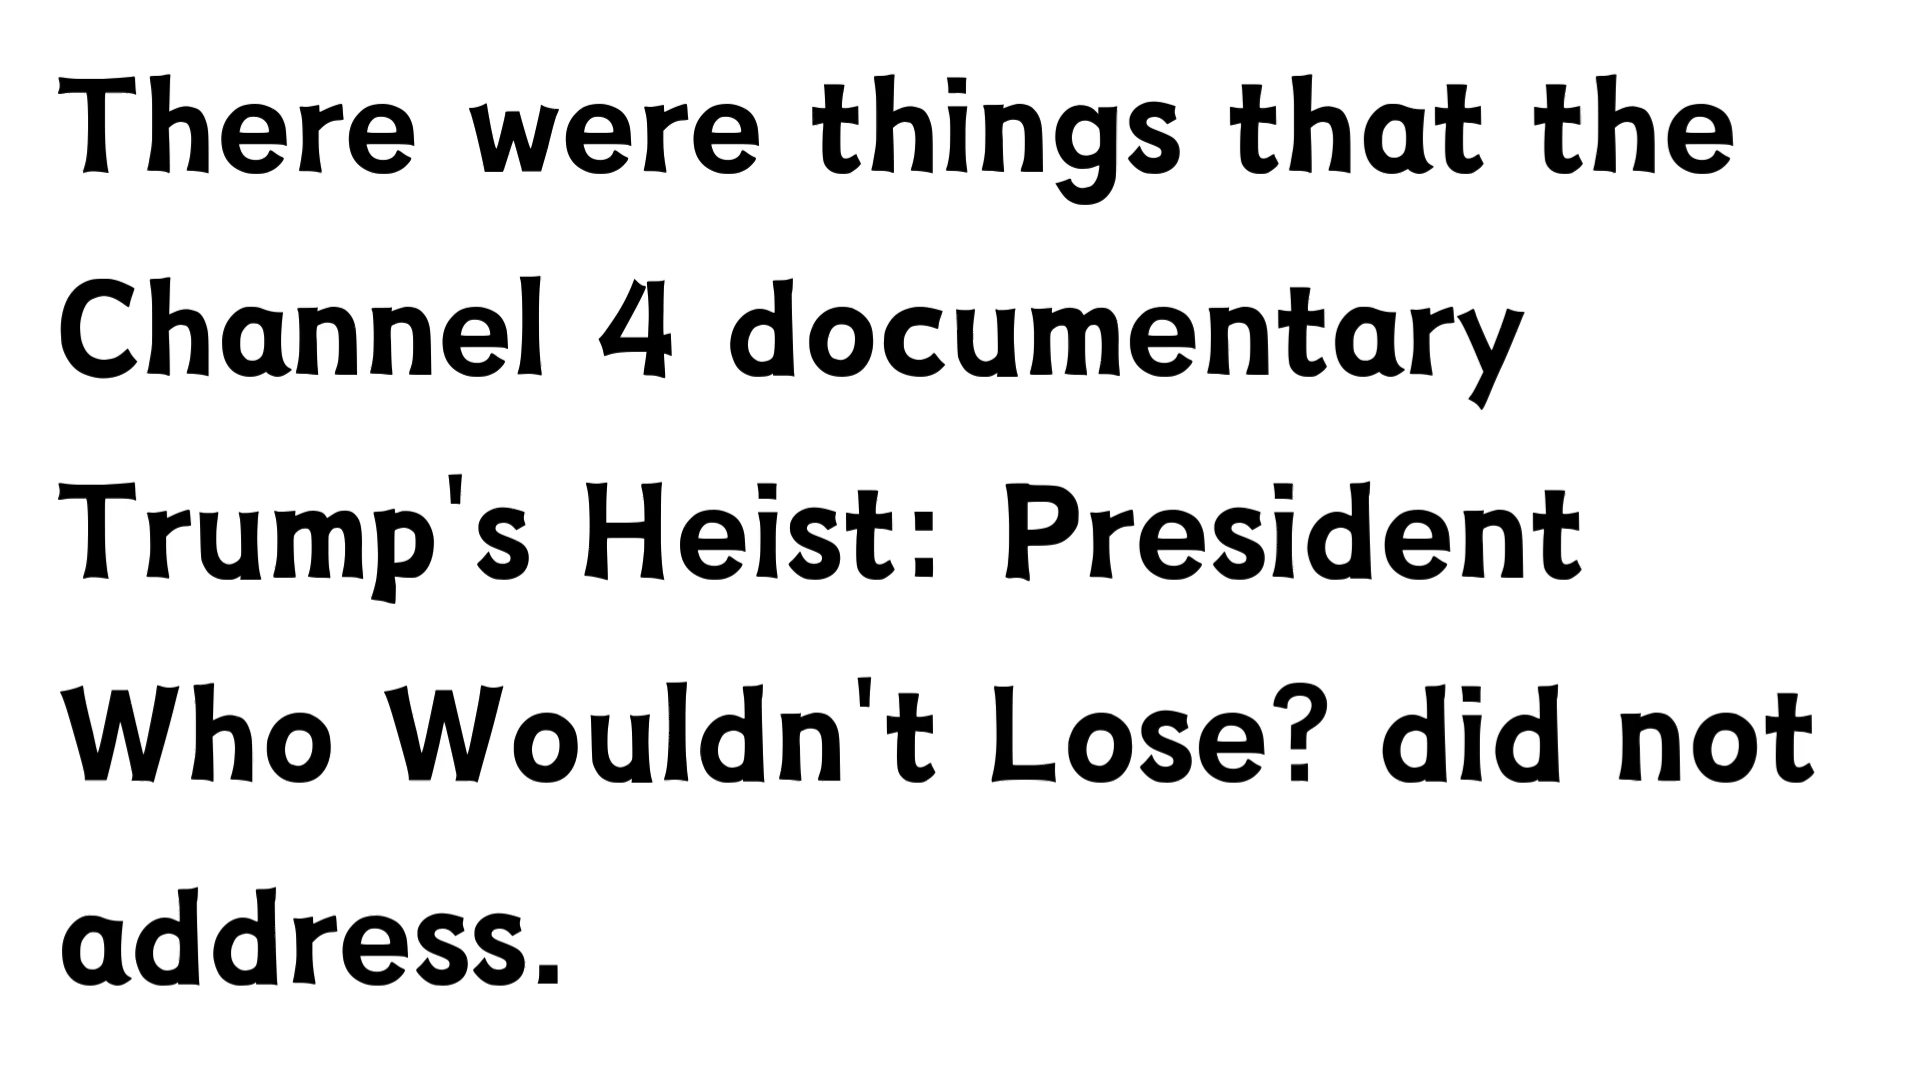 There were things that the
Channel 4 documentary
Trump's Heist: President
Who Wouldn't Lose? did not
address.